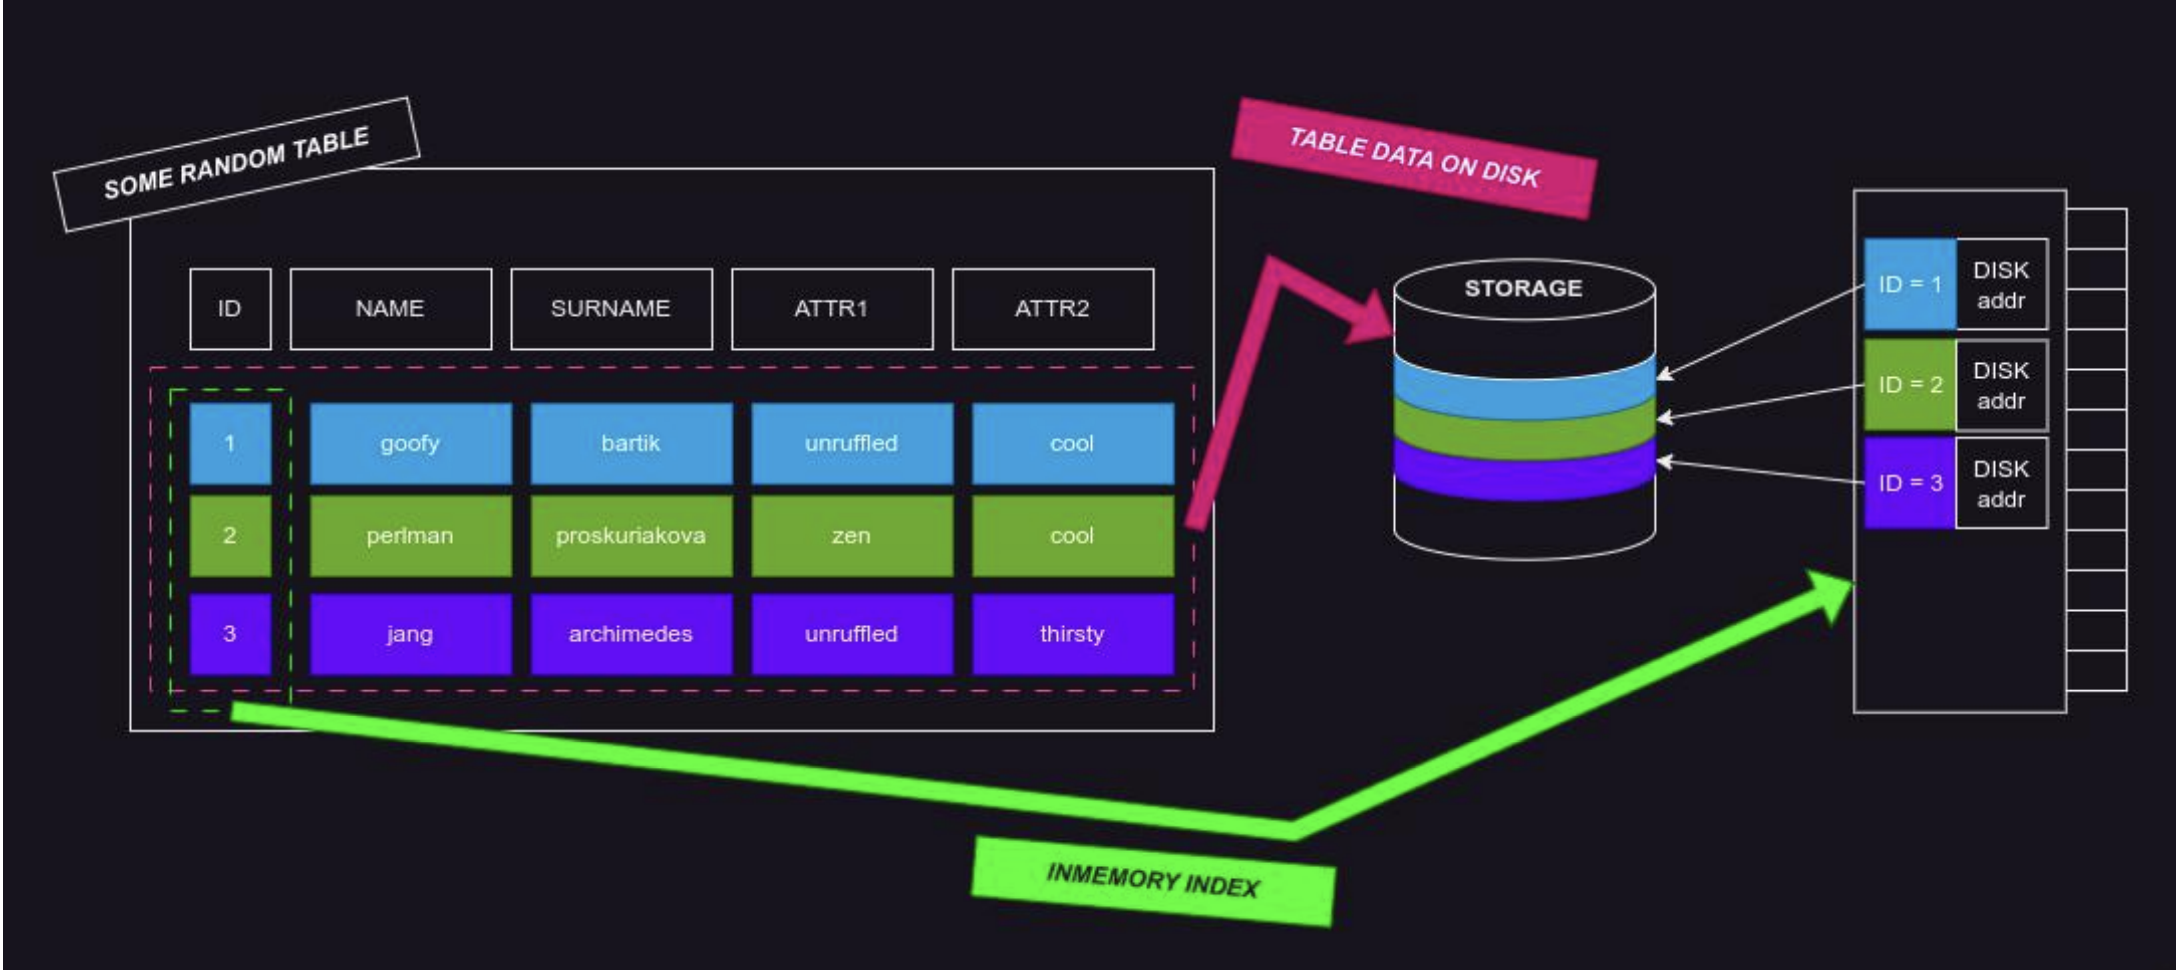 SOME RANDOM TABLE
TABLE DATA ON DISK
ID NAME SURNAME ATTR1 ATTR2
1 goofy bartik unruffled cool
2 perlman proskuriakova zen cool
3 jang archimedes unruffled thirsty
STORAGE
ID = 1 DISK
addr
ID = 2 DISK
addr
ID = 3 DISK
addr
INMEMORY INDEX